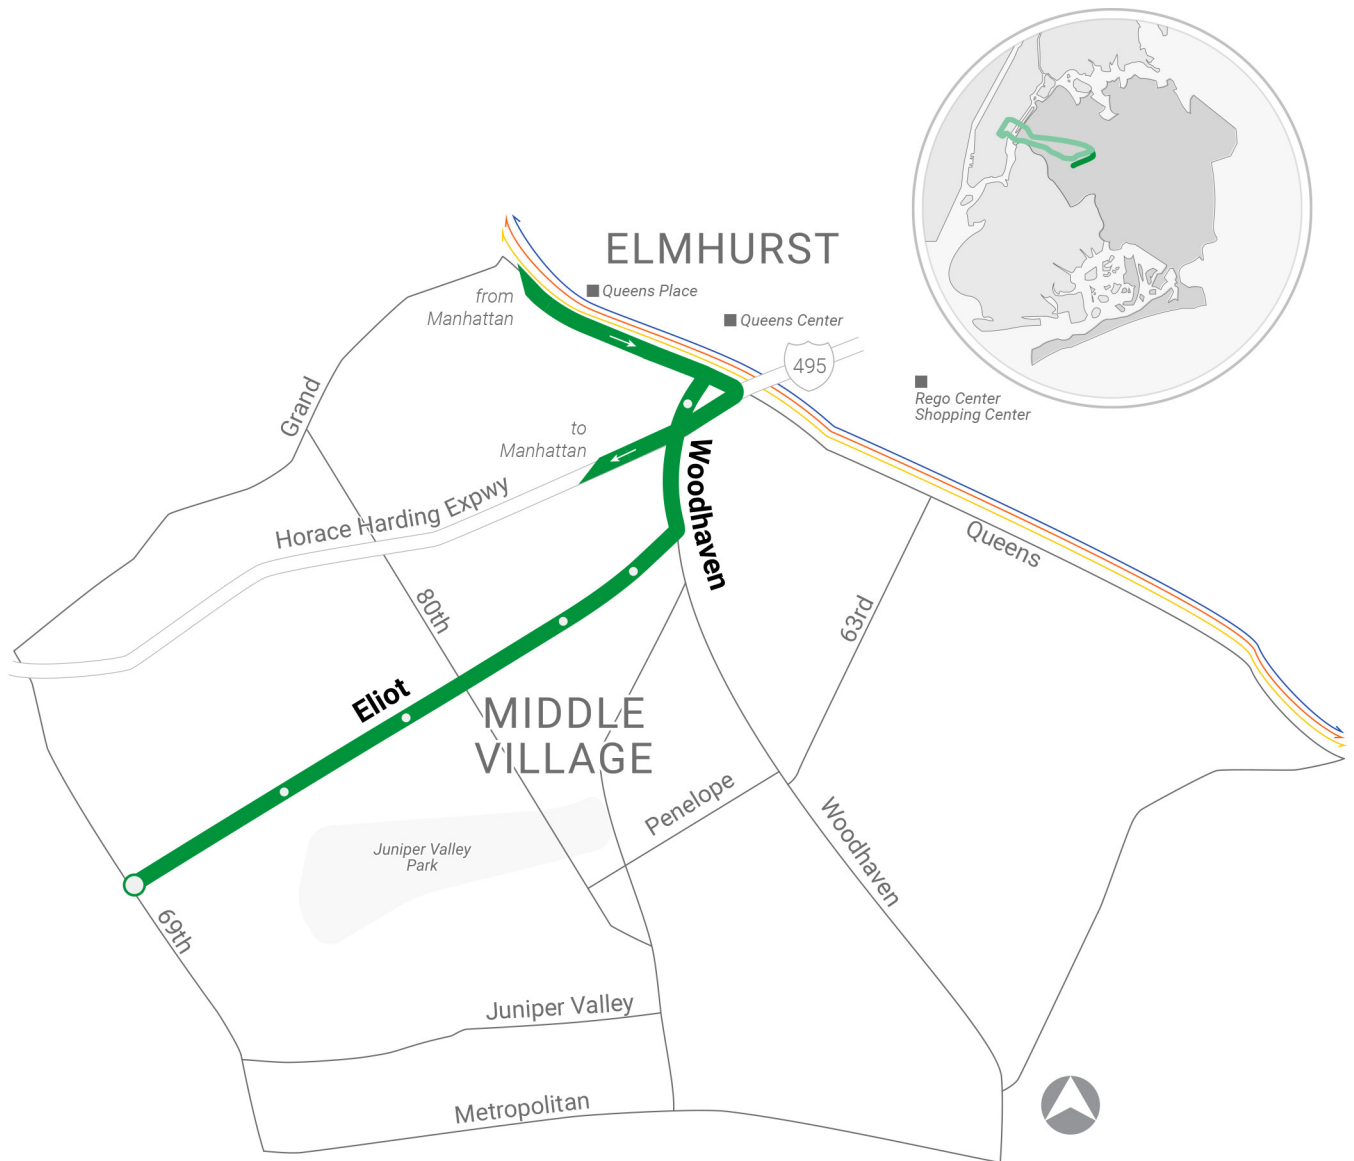 ELMHURST
Queens Place
from
Manhattan
Queens Center
495
Rego Center
Shopping Center
Grand
to
Manhattan
Woodhaven
Horace Harding Expwy
Queens
80th
63rd
Eliot
MIDDLE
VILLAGE
Penelope
Woodhaven
Juniper Valley
Park
69th
Juniper Valley
Metropolitan